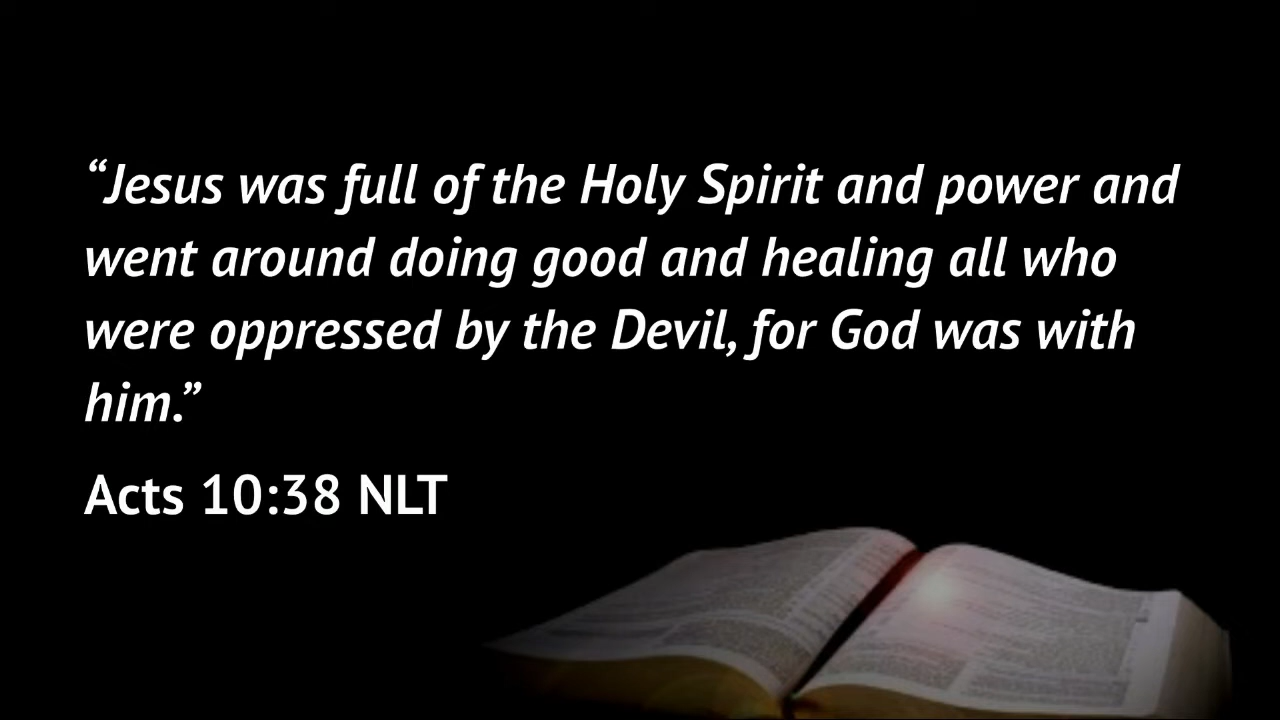 “Jesus was full of the Holy Spirit and power and
went around doing good and healing all who
were oppressed by the Devil, for God was with
him.”
Acts 10:38 NLT